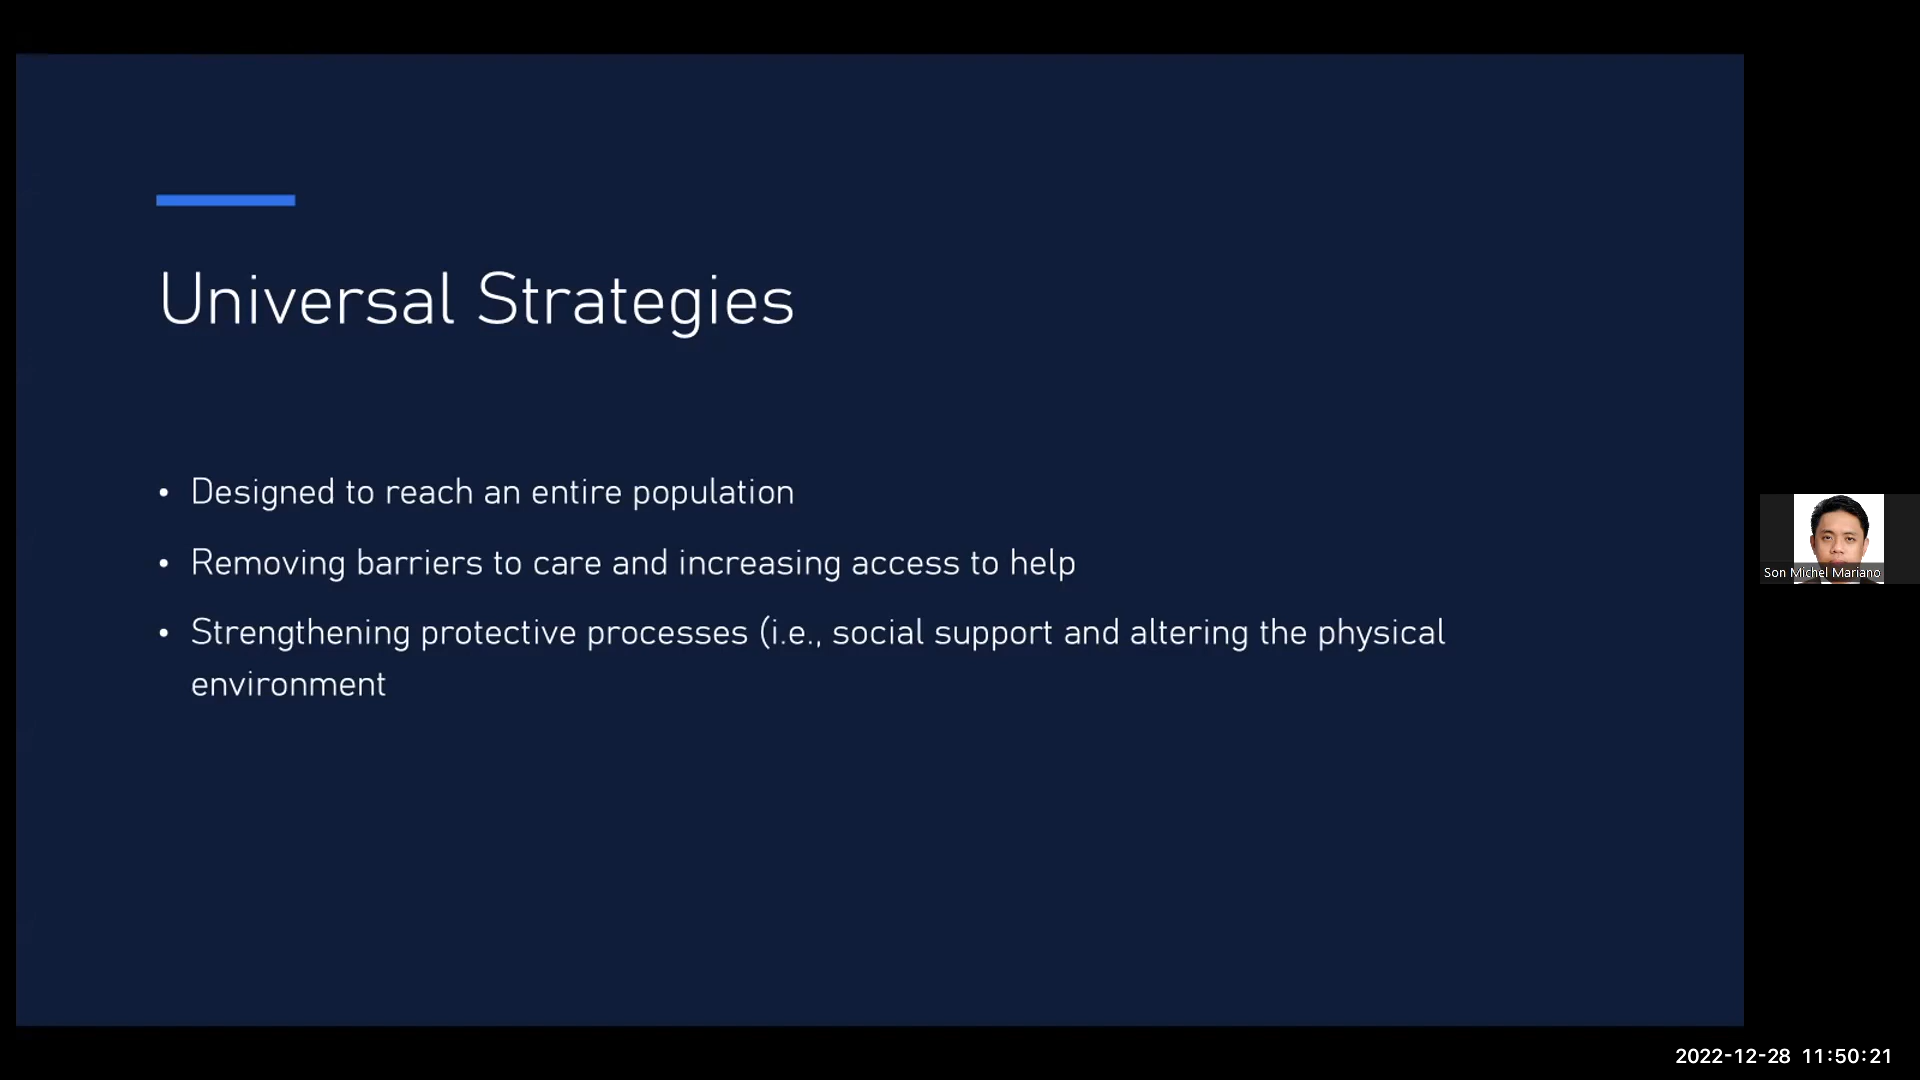 Universal Strategies
• Designed to reach an entire population
• Removing barriers to care and increasing access to help
• Strengthening protective processes (i.e., social support and altering the physical
environment
Son Michel Mariano
2022-12-28 11:50:21